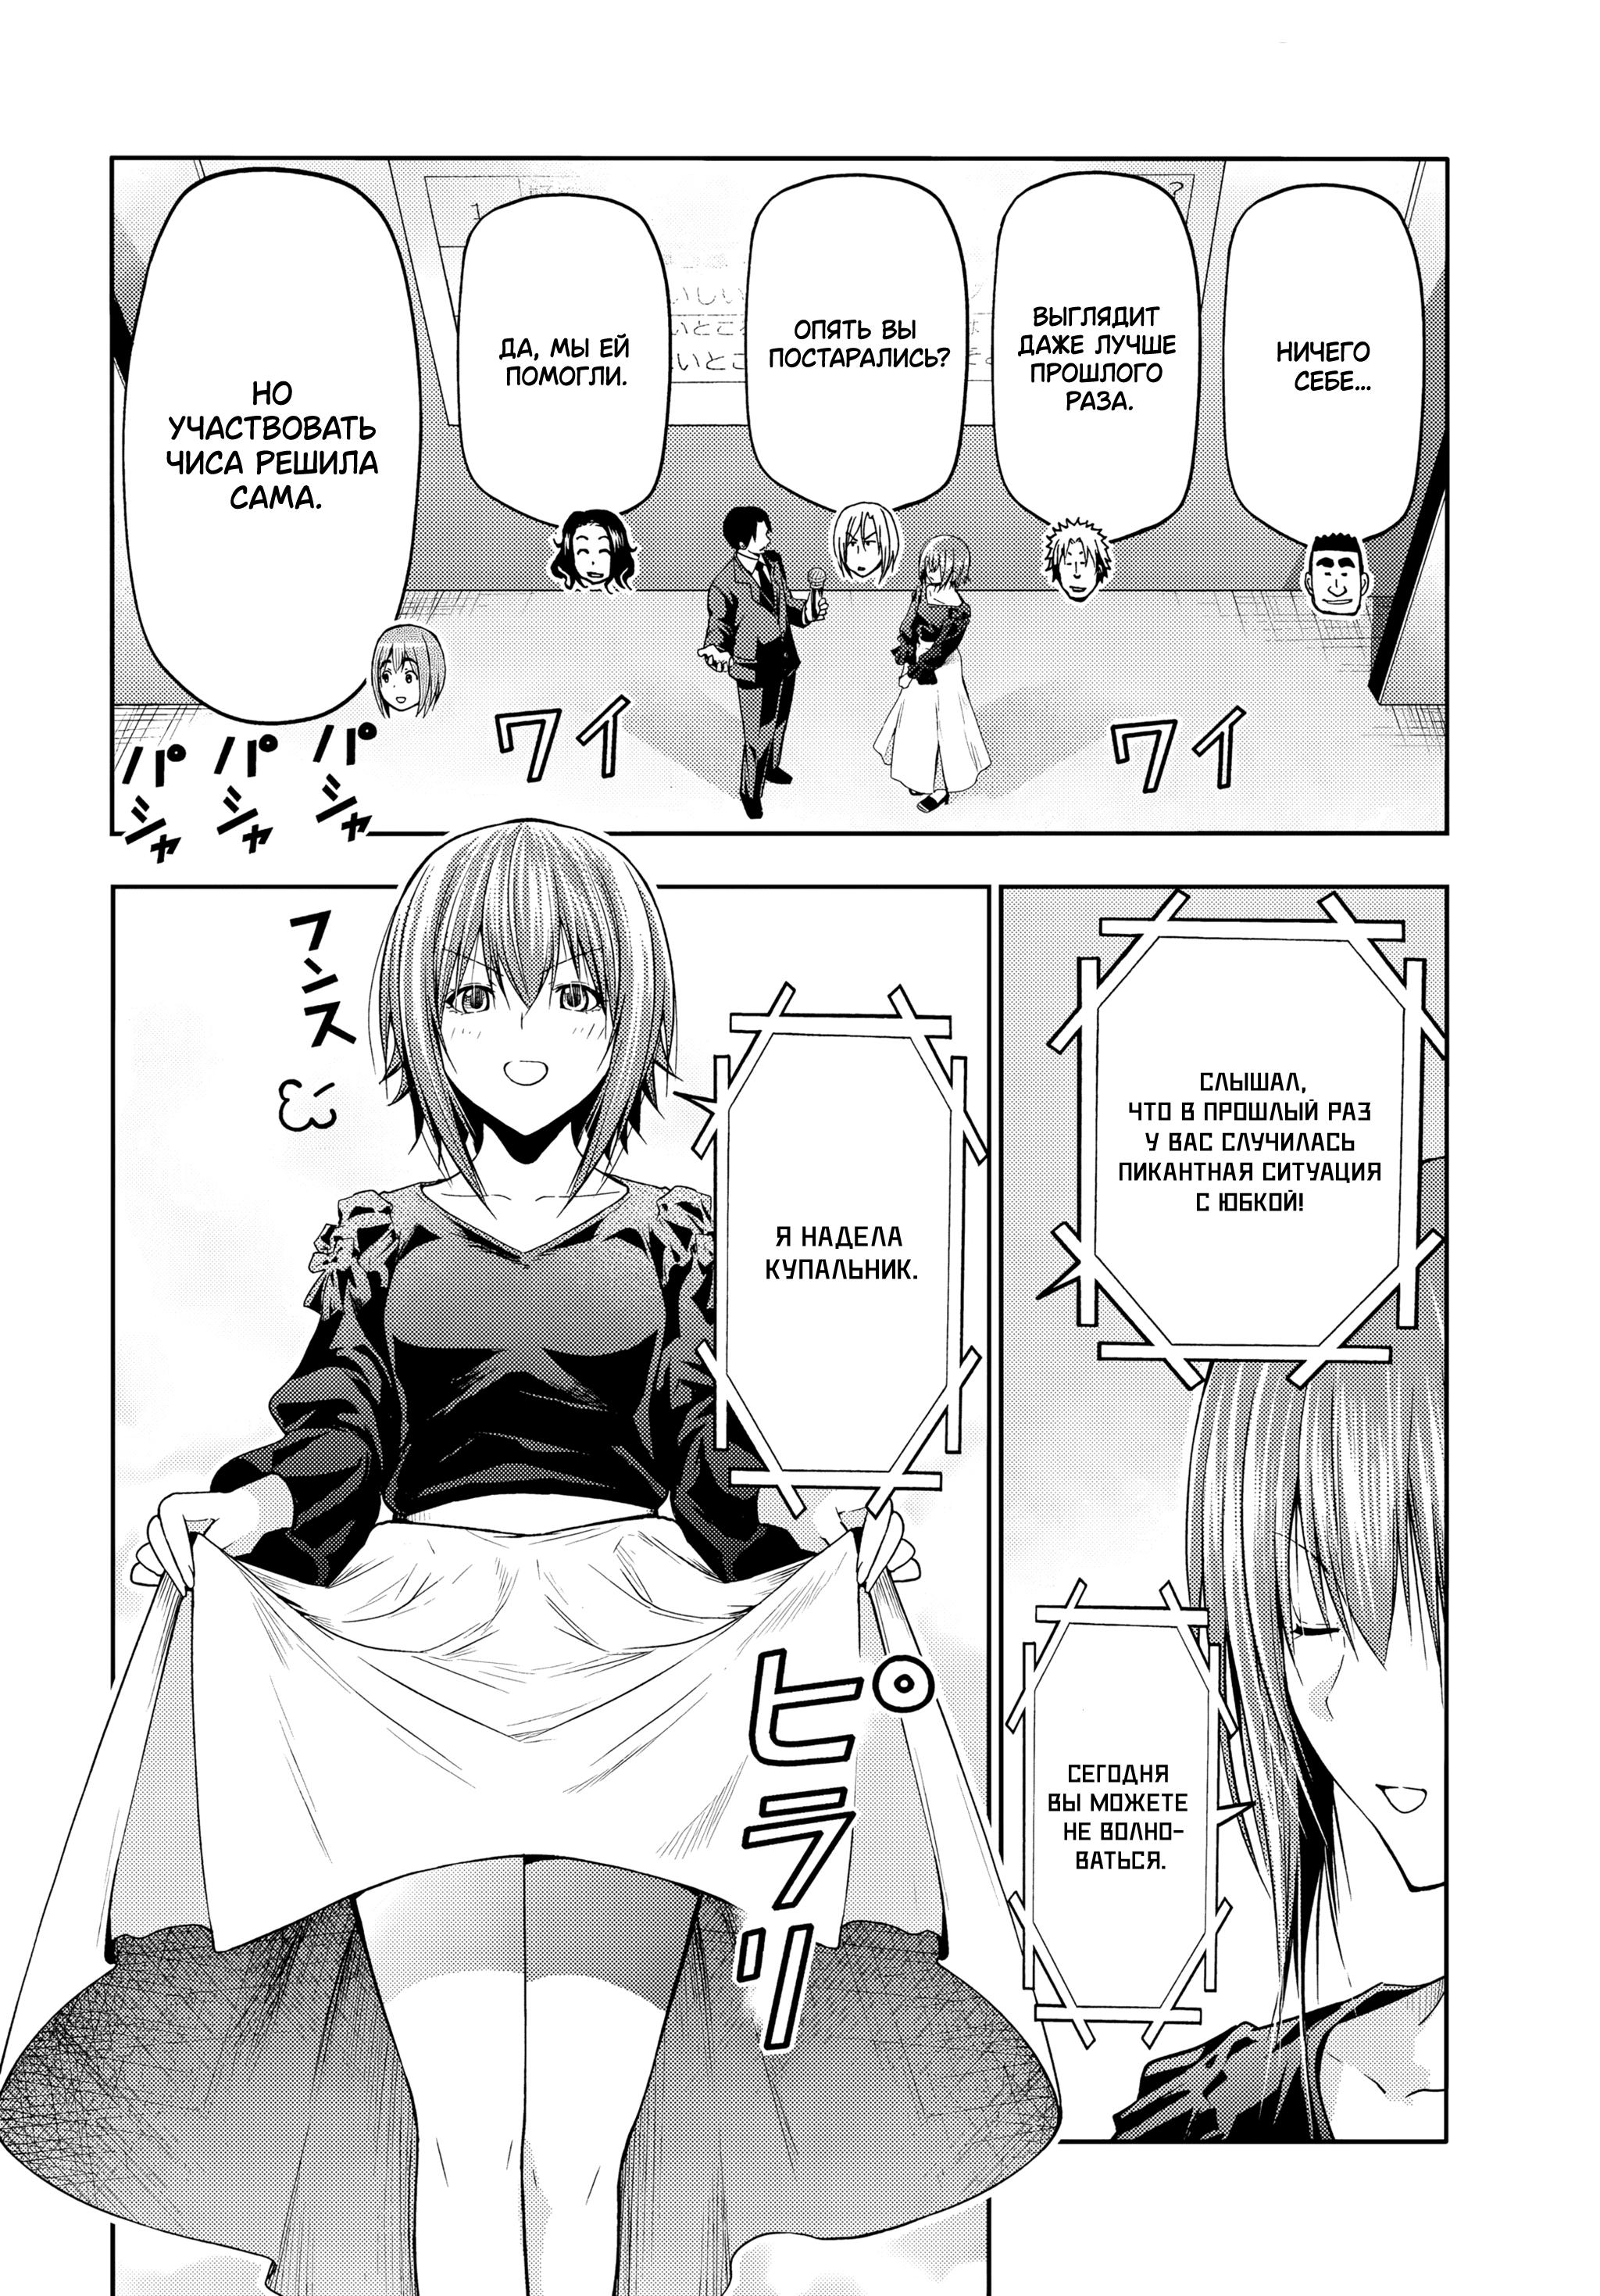 НИЧЕГО
СЕБЕ...
ВЫГЛЯДИТ
ДАЖЕ ЛУЧШЕ
ПРОШЛОГО
РАЗА.
ОПЯТЬ ВЫ
ПОСТАРАЛИСЬ?
ДА, МЫ ЕЙ
ПОМОГЛИ.
НО
УЧАСТВОВАТЬ
ЧИСА РЕШИЛА
САМА.
ワイ
ワイ
パシャ
パシャ
パシャ
СЛЫШАЛ,
ЧТО В ПРОШЛЫЙ РАЗ
У ВАС СЛУЧИЛАСЬ
ПИКАНТНАЯ СИТУАЦИЯ
С ЮБКОЙ!
СЕГОДНЯ
ВЫ МОЖЕТЕ
НЕ ВОЛНО-
ВАТЬСЯ.
Я НАДЕЛА
КУПАЛЬНИК.
フンス
ピラリ